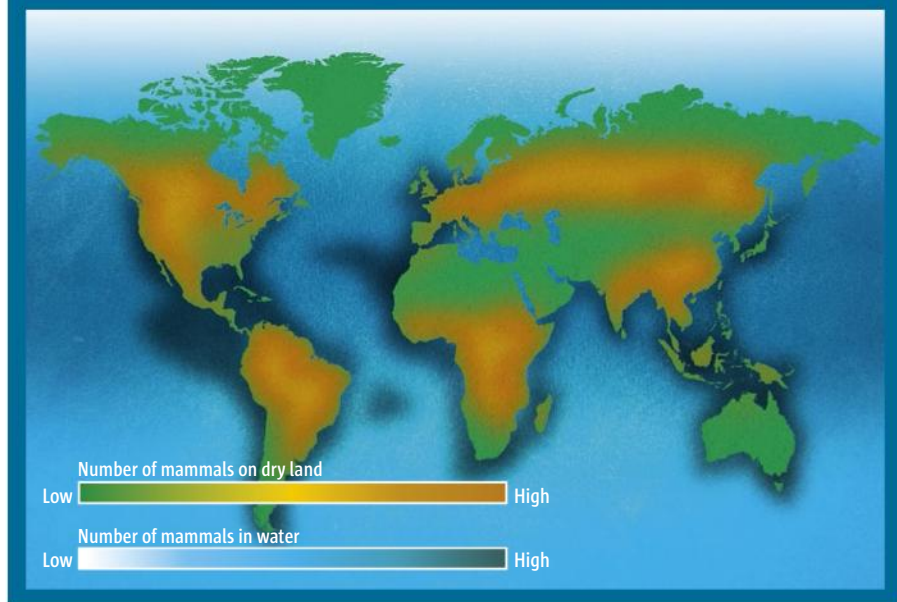 Number of mammals on dry land
Low High
Number of mammals in water
Low High